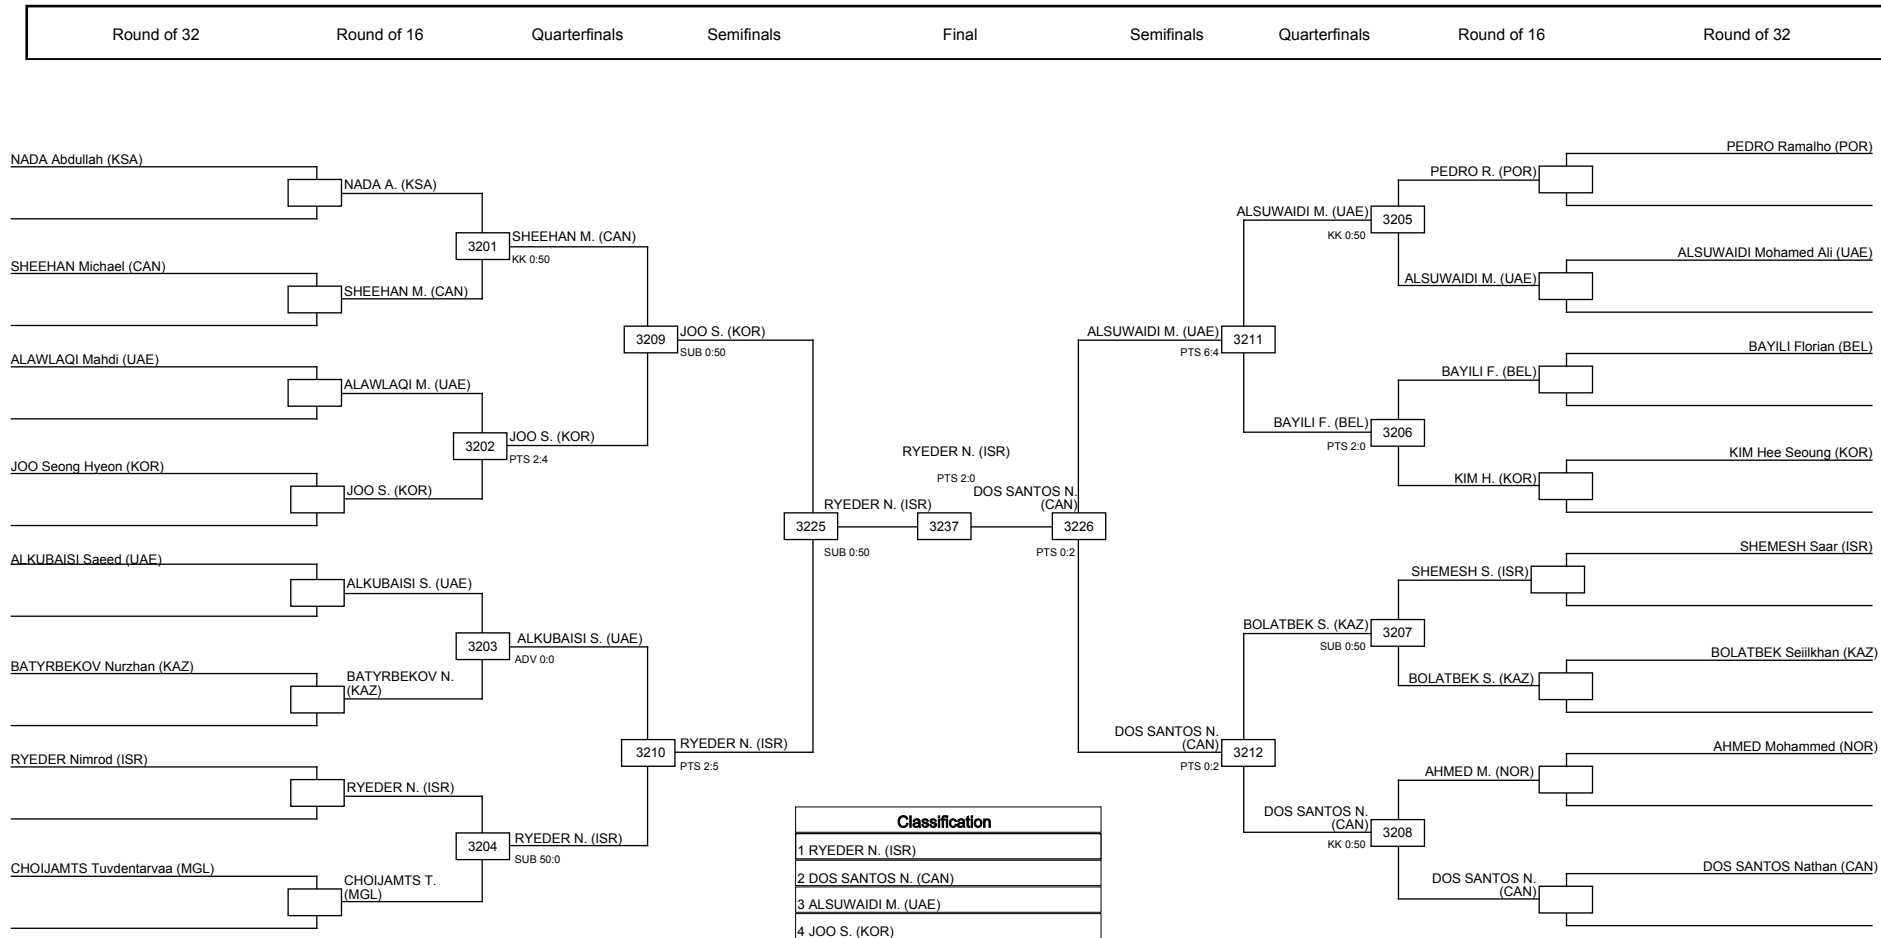 Round of 32 Round of 16 Quarterfinals Semifinals Final Semifinals Quarterfinals Round of 16 Round of 32
NADA Abdullah (KSA)
SHEEHAN Michael (CAN)
ALAWLAQI Mahdi (UAE)
JOO Seong Hyeon (KOR)
ALKUBAISI Saeed (UAE)
BATYRBEKOV Nurzhan (KAZ)
RYEDER Nimrod (ISR)
CHOIJAMTS Tuvdentarvaa (MGL)
NADA A. (KSA)
SHEEHAN M. (CAN)
ALAWLAQI M. (UAE)
JOO S. (KOR)
ALKUBAISI S. (UAE)
BATYRBEKOV N.
(KAZ)
RYEDER N. (ISR)
CHOIJAMTS T.
(MGL)
3201
SHEEHAN M. (CAN)
KK 0:50
3202
JOO S. (KOR)
PTS 2:4
3203
ALKUBAISI S. (UAE)
ADV 0:0
3204
RYEDER N. (ISR)
SUB 50:0
3209
JOO S. (KOR)
SUB 0:50
3210
RYEDER N. (ISR)
PTS 2:5
3225
RYEDER N. (ISR)
SUB 0:50
RYEDER N. (ISR)
PTS 2:0
3237
DOS SANTOS N.
(CAN)
3226
PTS 0:2
ALSUWAIDI M. (UAE)
3211
PTS 6:4
DOS SANTOS N.
(CAN)
3212
PTS 0:2
ALSUWAIDI M. (UAE)
3205
KK 0:50
BAYILI F. (BEL)
3206
PTS 2:0
BOLATBEK S. (KAZ)
3207
SUB 0:50
DOS SANTOS N.
(CAN)
3208
KK 0:50
PEDRO R. (POR)
ALSUWAIDI M. (UAE)
BAYILI F. (BEL)
KIM H. (KOR)
SHEMESH S. (ISR)
BOLATBEK S. (KAZ)
AHMED M. (NOR)
DOS SANTOS N.
(CAN)
PEDRO Ramalho (POR)
ALSUWAIDI Mohamed Ali (UAE)
BAYILI Florian (BEL)
KIM Hee Seoung (KOR)
SHEMESH Saar (ISR)
BOLATBEK Seiilkhan (KAZ)
AHMED Mohammed (NOR)
DOS SANTOS Nathan (CAN)
Classification
1 RYEDER N. (ISR)
2 DOS SANTOS N. (CAN)
3 ALSUWAIDI M. (UAE)
4 JOO S. (KOR)